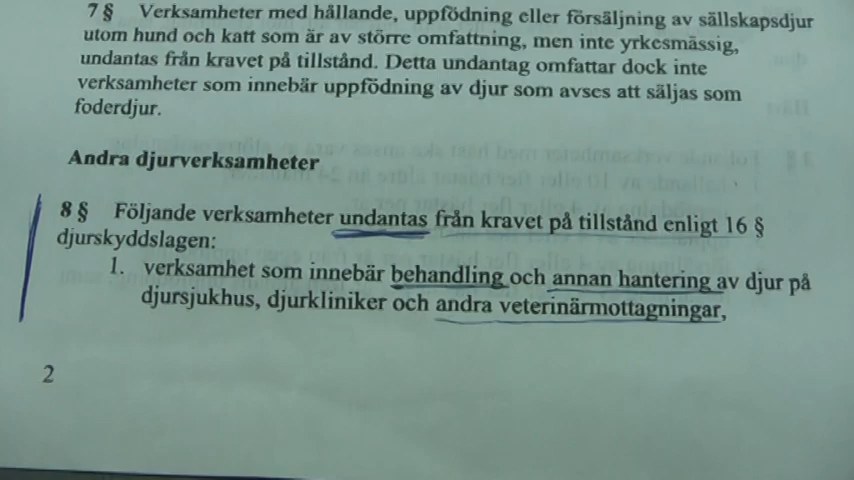 7 § Verksamheter med hållande, uppfödning eller försäljning av sällskapsdjur
utom hund och katt som är av större omfattning, men inte yrkesmässig,
undantas från kravet på tillstånd. Detta undantag omfattar dock inte
verksamheter som innebär uppfödning av djur som avses att säljas som
foderdjur.
Andra djurverksamheter
8 § Följande verksamheter undantas från kravet på tillstånd enligt 16 §
djurskyddslagen:
1. verksamhet som innebär behandling och annan hantering av djur på
djursjukhus, djurkliniker och andra veterinärmottagningar,
2